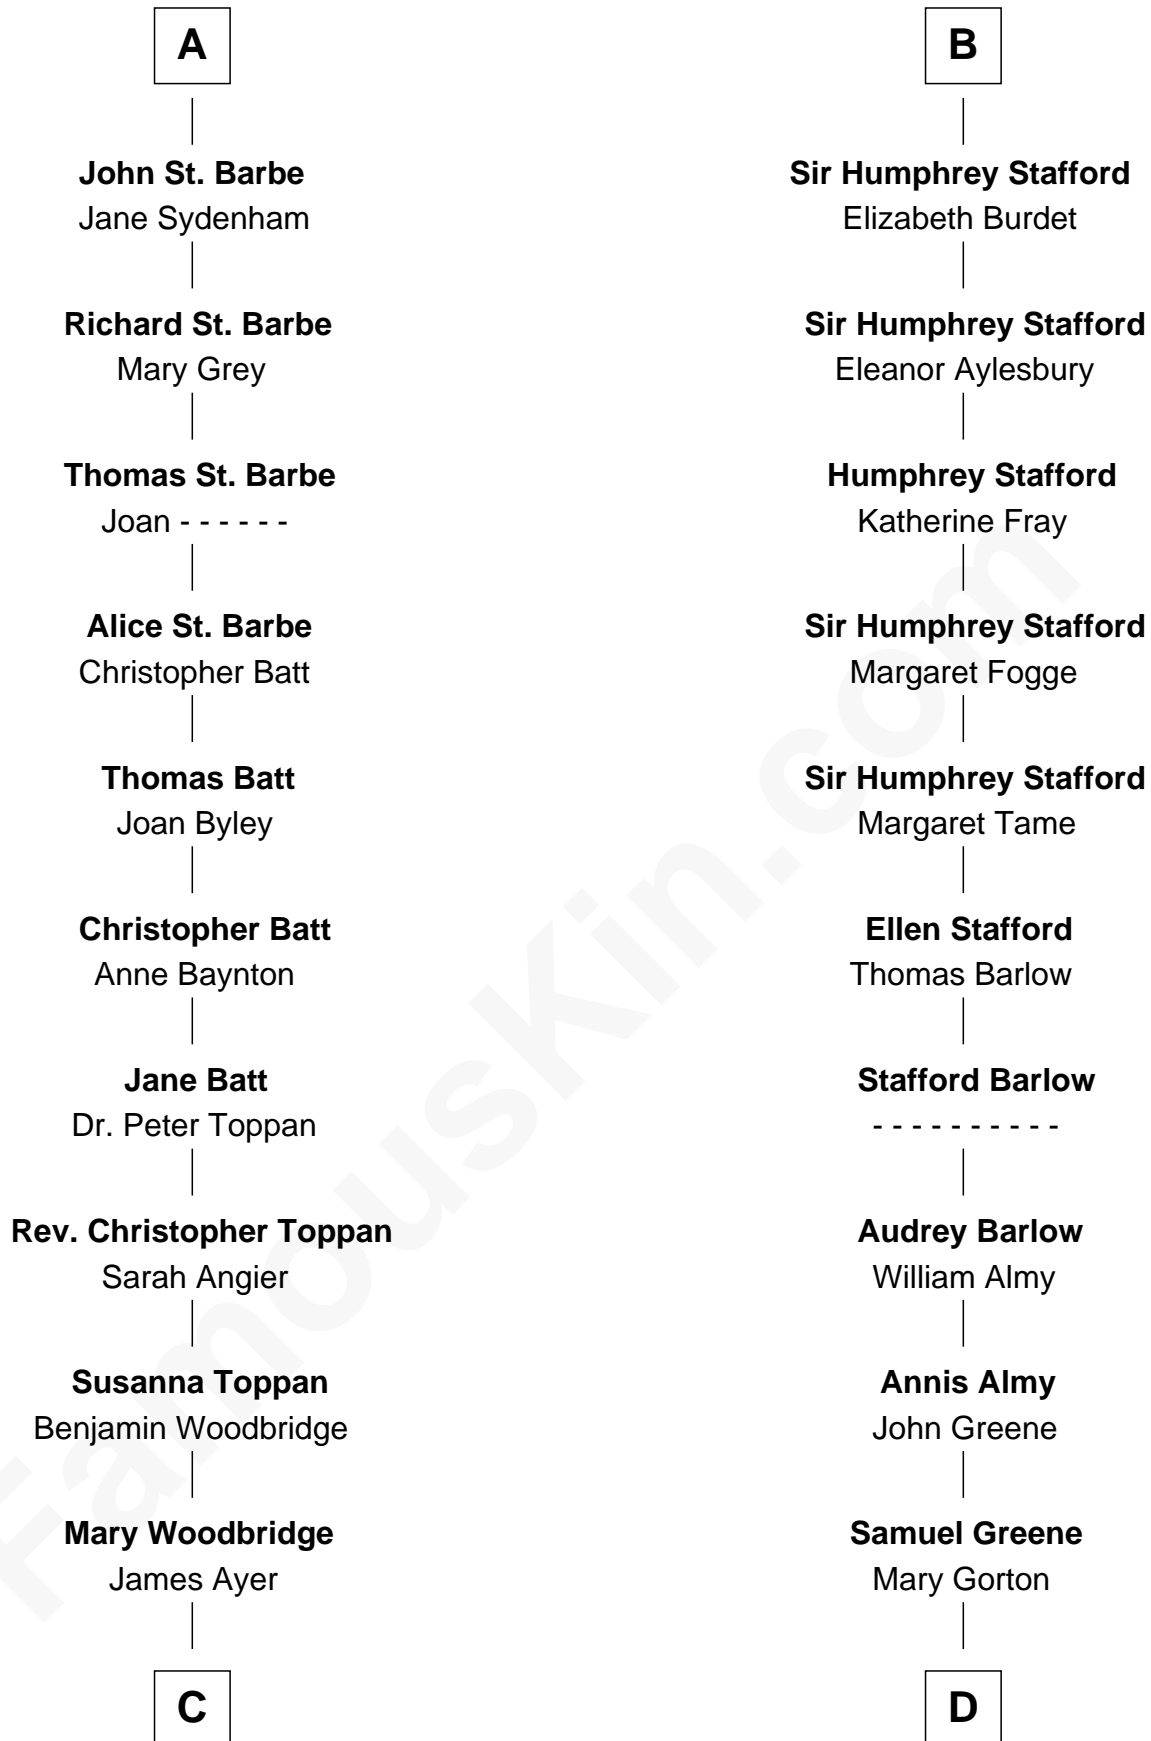 A
John St. Barbe
Jane Sydenham
Richard St. Barbe
Mary Grey
Thomas St. Barbe
Joan - - - - - -
Alice St. Barbe
Christopher Batt
Thomas Batt
Joan Byley
Christopher Batt
Anne Baynton
Jane Batt
Dr. Peter Toppan
Rev. Christopher Toppan
Sarah Angier
Susanna Toppan
Benjamin Woodbridge
Mary Woodbridge
James Ayer
C
B
Sir Humphrey Stafford
Elizabeth Burdet
Sir Humphrey Stafford
Eleanor Aylesbury
Humphrey Stafford
Katherine Fray
Sir Humphrey Stafford
Margaret Fogge
Sir Humphrey Stafford
Margaret Tame
Ellen Stafford
Thomas Barlow
Stafford Barlow
- - - - - - - - - -
Audrey Barlow
William Almy
Annis Almy
John Greene
Samuel Greene
Mary Gorton
D
FamousKin.com